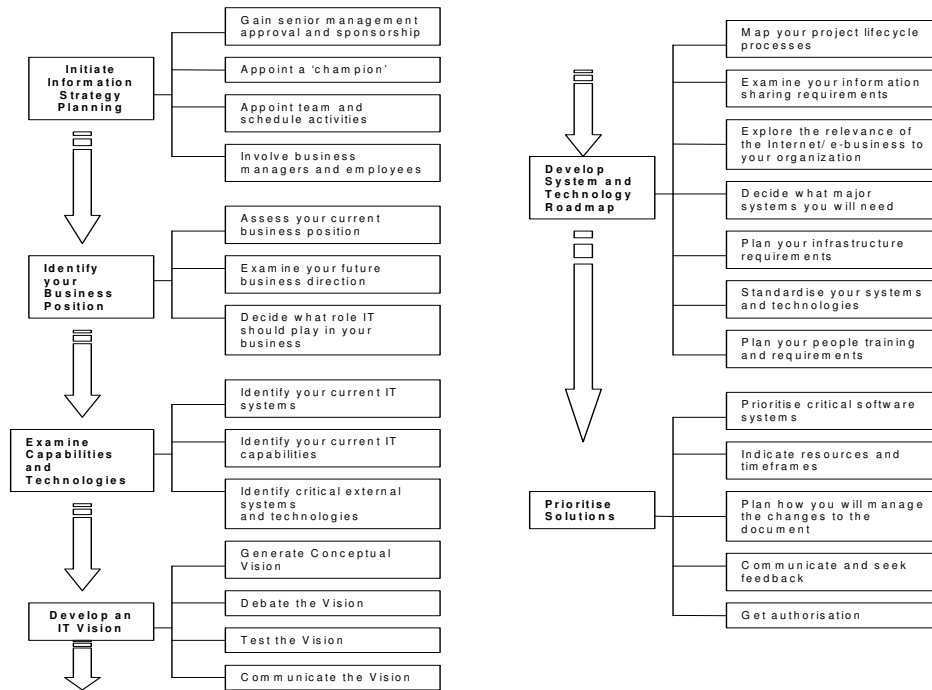 Initiate
Information
Strategy
Planning
Gain senior management
approval and sponsorship
Appoint a ‘champion’
Appoint team and
schedule activities
Involve business
managers and employees
Identify
your
Business
Position
Assess your current
business position
Examine your future
business direction
Decide what role IT
should play in your
business
Examine
Capabilities
and
Technologies
Identify your current IT
systems
Identify your current IT
capabilities
Identify critical external
systems
and technologies
Develop an
IT Vision
Generate Conceptual
Vision
Debate the Vision
Test the Vision
Communicate the Vision
Develop
System and
Technology
Roadmap
Map your project lifecycle
processes
Examine your information
sharing requirements
Explore the relevance of
the Internet/ e-business to
your organization
Decide what major
systems you will need
Plan your infrastructure
requirements
Standardise your systems
and technologies
Plan your people training
and requirements
Prioritise
Solutions
Prioritise critical software
systems
Indicate resources and
timeframes
Plan how you will manage
the changes to the
document
Communicate and seek
feedback
Get authorisation